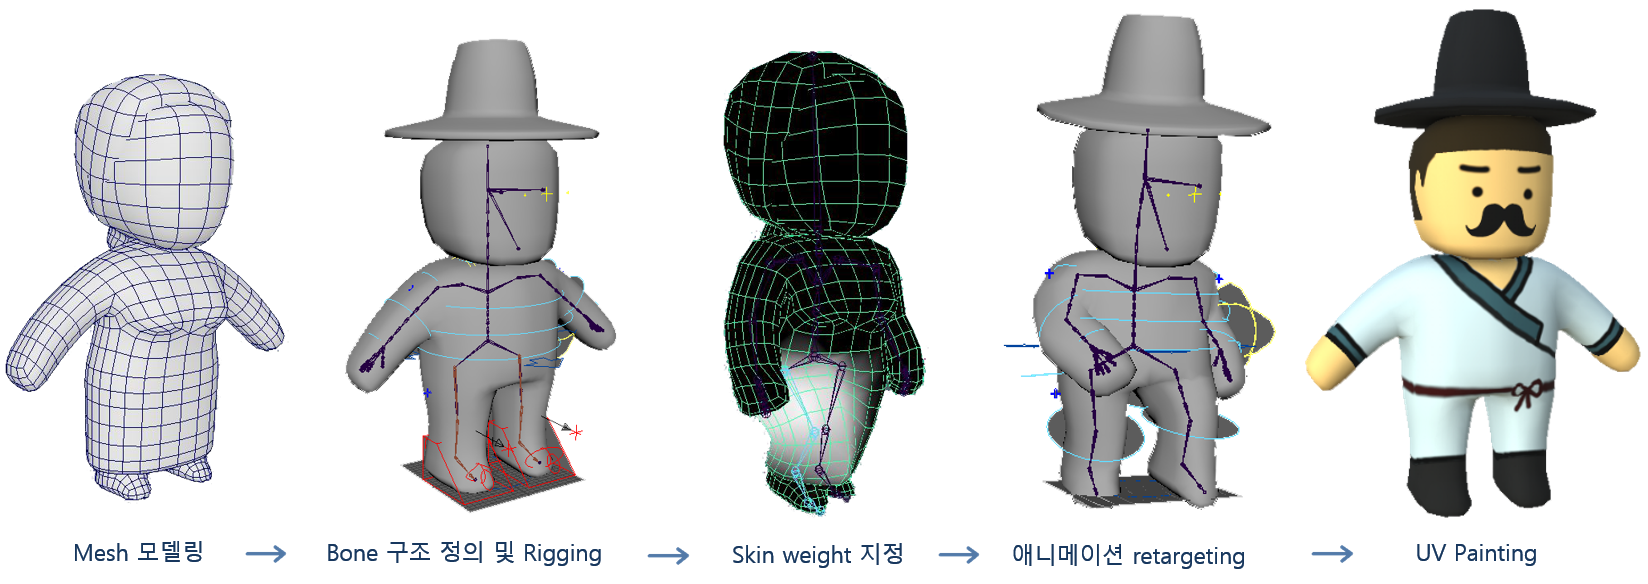 Mesh 모델링 → Bone 구조 정의 및 Rigging → Skin weight 지정 → 애니메이션 retargeting → UV Painting